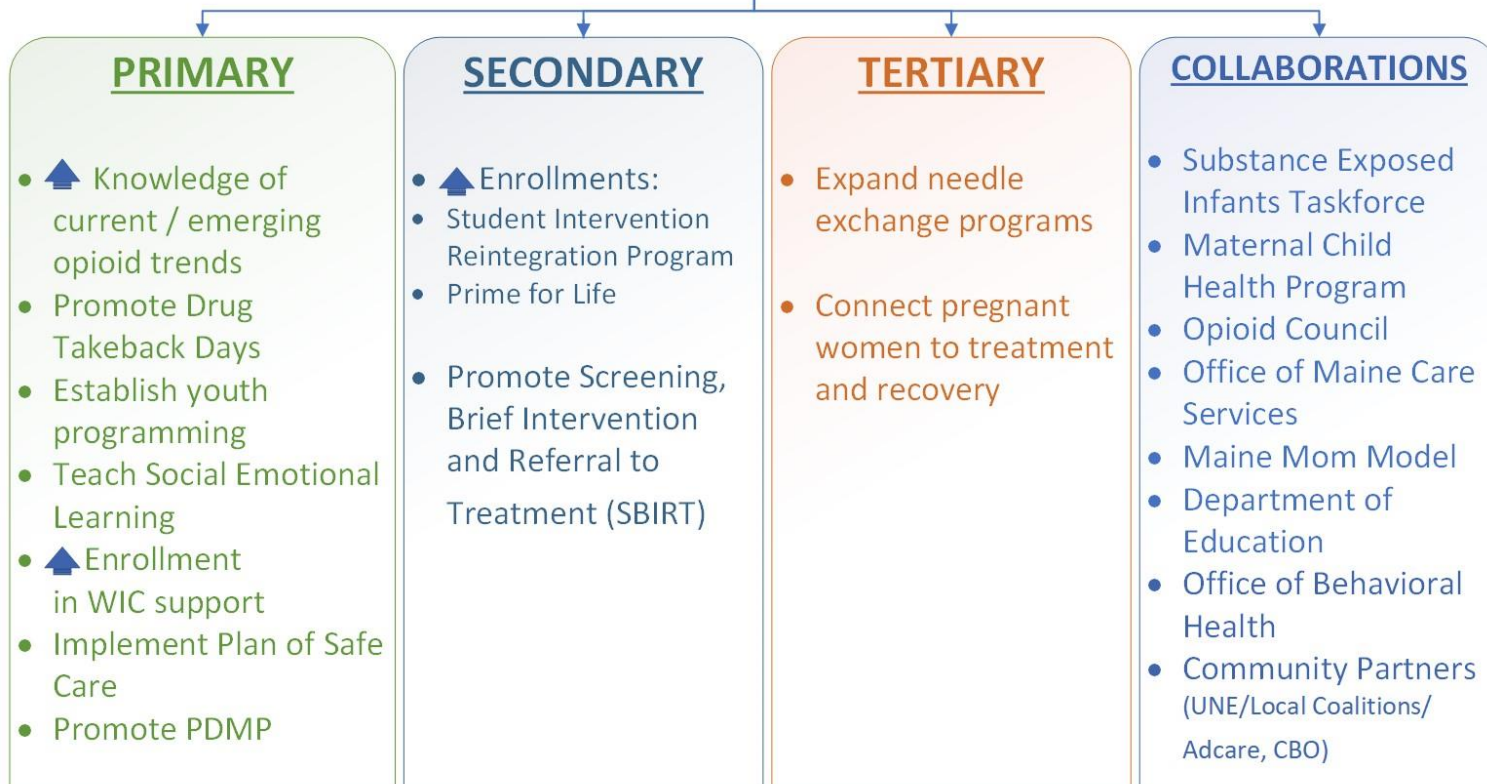 PRIMARY
• Knowledge of
current / emerging
opioid trends
• Promote Drug
Takeback Days
• Establish youth
programming
• Teach Social Emotional
Learning
• Enrollment
in WIC support
• Implement Plan of Safe
Care
• Promote PDMP
SECONDARY
• Enrollments:
• Student Intervention
Reintegration Program
• Prime for Life
• Promote Screening,
Brief Intervention
and Referral to
Treatment (SBIRT)
TERTIARY
• Expand needle
exchange programs
• Connect pregnant
women to treatment
and recovery
COLLABORATIONS
• Substance Exposed
Infants Taskforce
• Maternal Child
Health Program
• Opioid Council
• Office of Maine Care
Services
• Maine Mom Model
• Department of
Education
• Office of Behavioral
Health
• Community Partners
(UNE/Local Coalitions/
Adcare, CBO)